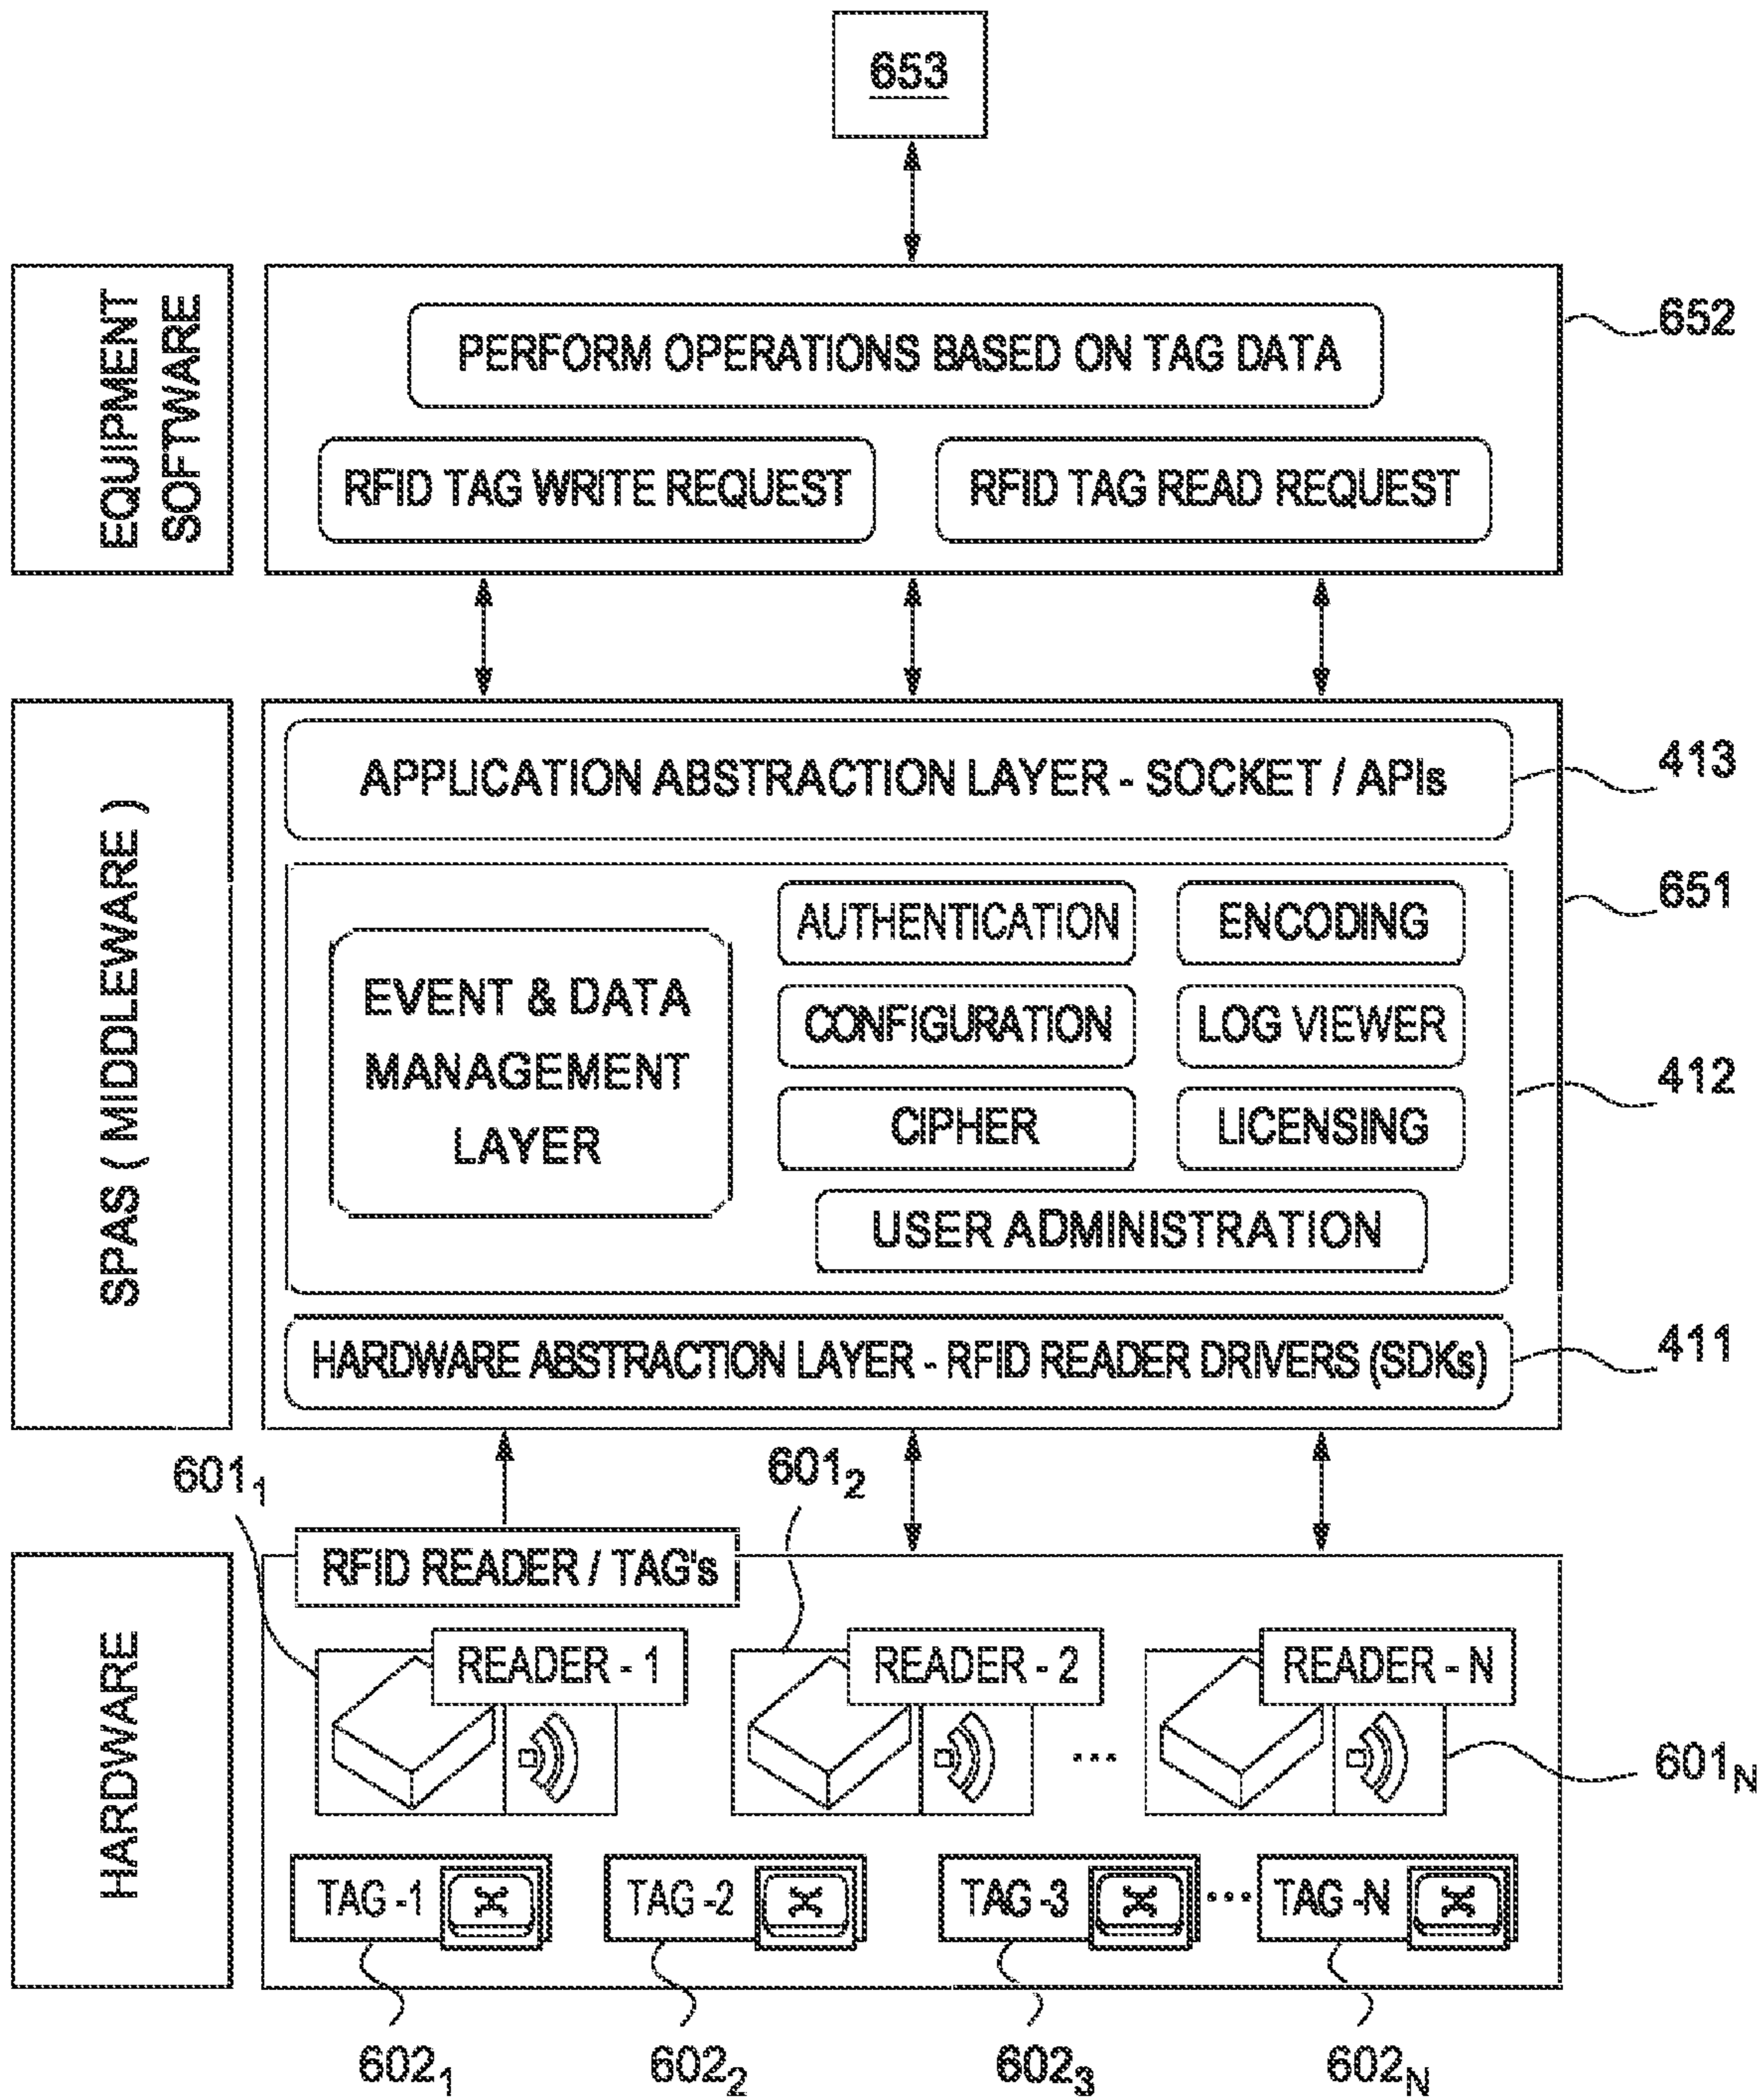 653
EQUIPMENT
SOFTWARE
PERFORM OPERATIONS BASED ON TAG DATA
652
RFID TAG WRITE REQUEST
RFID TAG READ REQUEST
SPAS ( MIDDLEWARE )
APPLICATION ABSTRACTION LAYER - SOCKET / APIs
413
651
EVENT & DATA
MANAGEMENT
LAYER
AUTHENTICATION
ENCODING
CONFIGURATION
LOG VIEWER
412
CIPHER
LICENSING
USER ADMINISTRATION
HARDWARE ABSTRACTION LAYER - RFID READER DRIVERS (SDKs)
411
601₁
601₂
HARDWARE
RFID READER / TAG's
READER - 1
READER - 2
READER - N
...
601N
TAG -1
TAG -2
TAG -3
...
TAG -N
602₁
602₂
602₃
602N